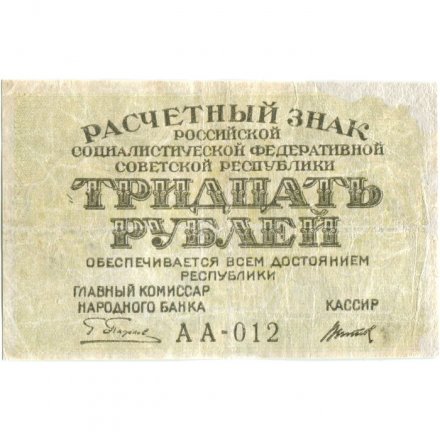 РАСЧЕТНЫЙ ЗНАК
РОССИЙСКОЙ
СОЦИАЛИСТИЧЕСКОЙ ФЕДЕРАТИВНОЙ
СОВЕТСКОЙ РЕСПУБЛИКИ
ТРИДЦАТЬ
РУБЛЕЙ
ОБЕСПЕЧИВАЕТСЯ ВСЕМ ДОСТОЯНИЕМ
РЕСПУБЛИКИ
ГЛАВНЫЙ КОМИССАР
НАРОДНОГО БАНКА
КАССИР
АА-012